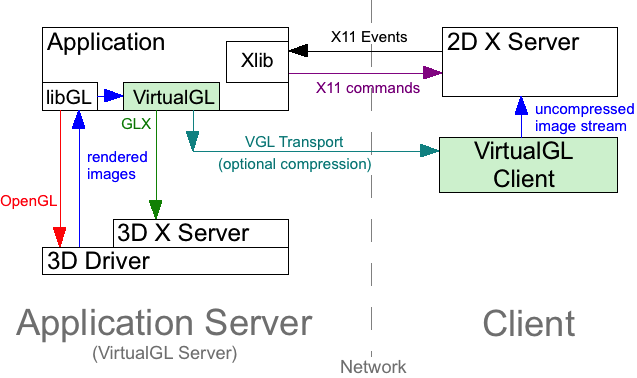 Application
Xlib
libGL
VirtualGL
X11 Events
X11 commands
2D X Server
GLX
rendered
images
VGL Transport
(optional compression)
uncompressed
image stream
VirtualGL
Client
OpenGL
3D X Server
3D Driver
Application Server
(VirtualGL Server)
Network
Client